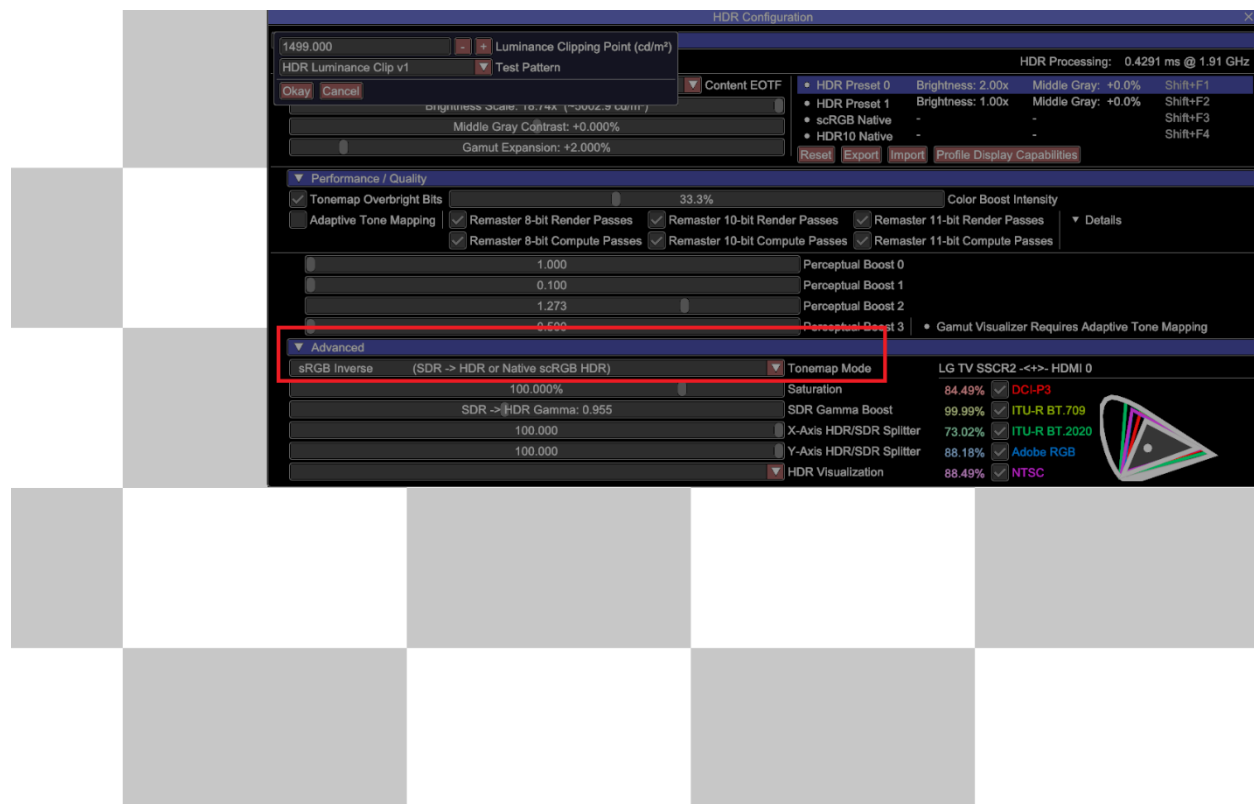 HDR Configuration
1499.000 - + Luminance Clipping Point (cd/m²)
HDR Luminance Clip v1 Test Pattern
Okay Cancel
HDR Processing: 0.4291 ms @ 1.91 GHz
Content EOTF
Brightness Scale: 18.74x (~5002.9 cd/m²)
Middle Gray Contrast: +0.000%
Gamut Expansion: +2.000%
HDR Preset 0 Brightness: 2.00x Middle Gray: +0.0% Shift+F1
HDR Preset 1 Brightness: 1.00x Middle Gray: +0.0% Shift+F2
scRGB Native - - Shift+F3
HDR10 Native - - Shift+F4
Reset Export Import Profile Display Capabilities
Performance / Quality
Tonemap Overbright Bits 33.3% Color Boost Intensity
Adaptive Tone Mapping Remaster 8-bit Render Passes Remaster 10-bit Render Passes Remaster 11-bit Render Passes Details
Remaster 8-bit Compute Passes Remaster 10-bit Compute Passes Remaster 11-bit Compute Passes
1.000 Perceptual Boost 0
0.100 Perceptual Boost 1
1.273 Perceptual Boost 2
0.500 Perceptual Boost 3 Gamut Visualizer Requires Adaptive Tone Mapping
Advanced
sRGB Inverse (SDR -> HDR or Native scRGB HDR) Tonemap Mode LG TV SSCR2 -<+>- HDMI 0
100.000% Saturation 84.49% DCI-P3
SDR -> HDR Gamma: 0.955 SDR Gamma Boost 99.99% ITU-R BT.709
100.000 X-Axis HDR/SDR Splitter 73.02% ITU-R BT.2020
100.000 Y-Axis HDR/SDR Splitter 88.18% Adobe RGB
HDR Visualization 88.49% NTSC